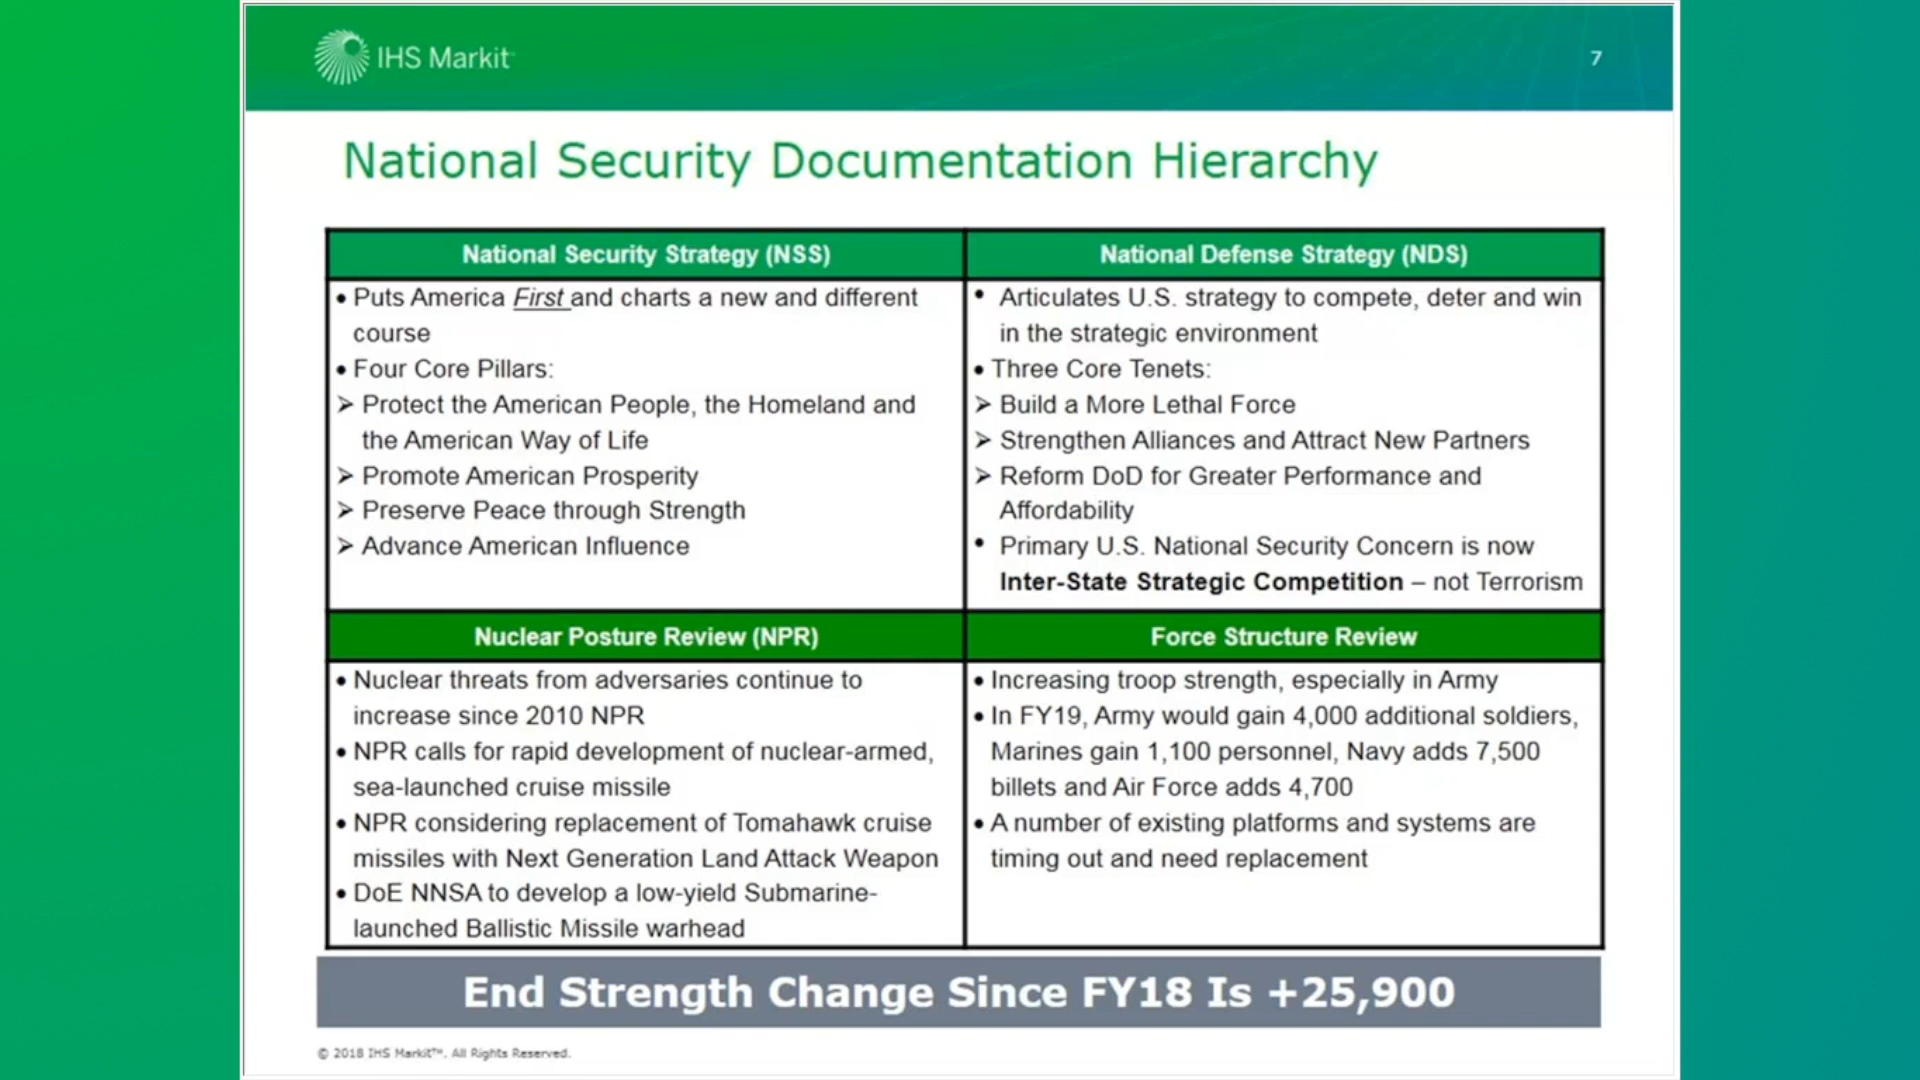 IHS Markit
7
National Security Documentation Hierarchy
National Security Strategy (NSS)
• Puts America First and charts a new and different
course
• Four Core Pillars:
➢ Protect the American People, the Homeland and
the American Way of Life
➢ Promote American Prosperity
➢ Preserve Peace through Strength
➢ Advance American Influence
National Defense Strategy (NDS)
• Articulates U.S. strategy to compete, deter and win
in the strategic environment
• Three Core Tenets:
➢ Build a More Lethal Force
➢ Strengthen Alliances and Attract New Partners
➢ Reform DoD for Greater Performance and
Affordability
• Primary U.S. National Security Concern is now
Inter-State Strategic Competition – not Terrorism
Nuclear Posture Review (NPR)
• Nuclear threats from adversaries continue to
increase since 2010 NPR
• NPR calls for rapid development of nuclear-armed,
sea-launched cruise missile
• NPR considering replacement of Tomahawk cruise
missiles with Next Generation Land Attack Weapon
• DoE NNSA to develop a low-yield Submarine-
launched Ballistic Missile warhead
Force Structure Review
• Increasing troop strength, especially in Army
• In FY19, Army would gain 4,000 additional soldiers,
Marines gain 1,100 personnel, Navy adds 7,500
billets and Air Force adds 4,700
• A number of existing platforms and systems are
timing out and need replacement
End Strength Change Since FY18 Is +25,900
© 2018 IHS Markit™. All Rights Reserved.